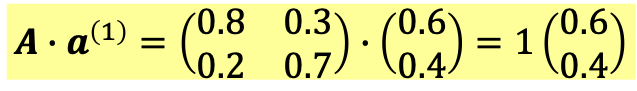 A · a⁽¹⁾ = (0.8 0.3 0.2 0.7) · (0.6 0.4) = 1 (0.6 0.4)